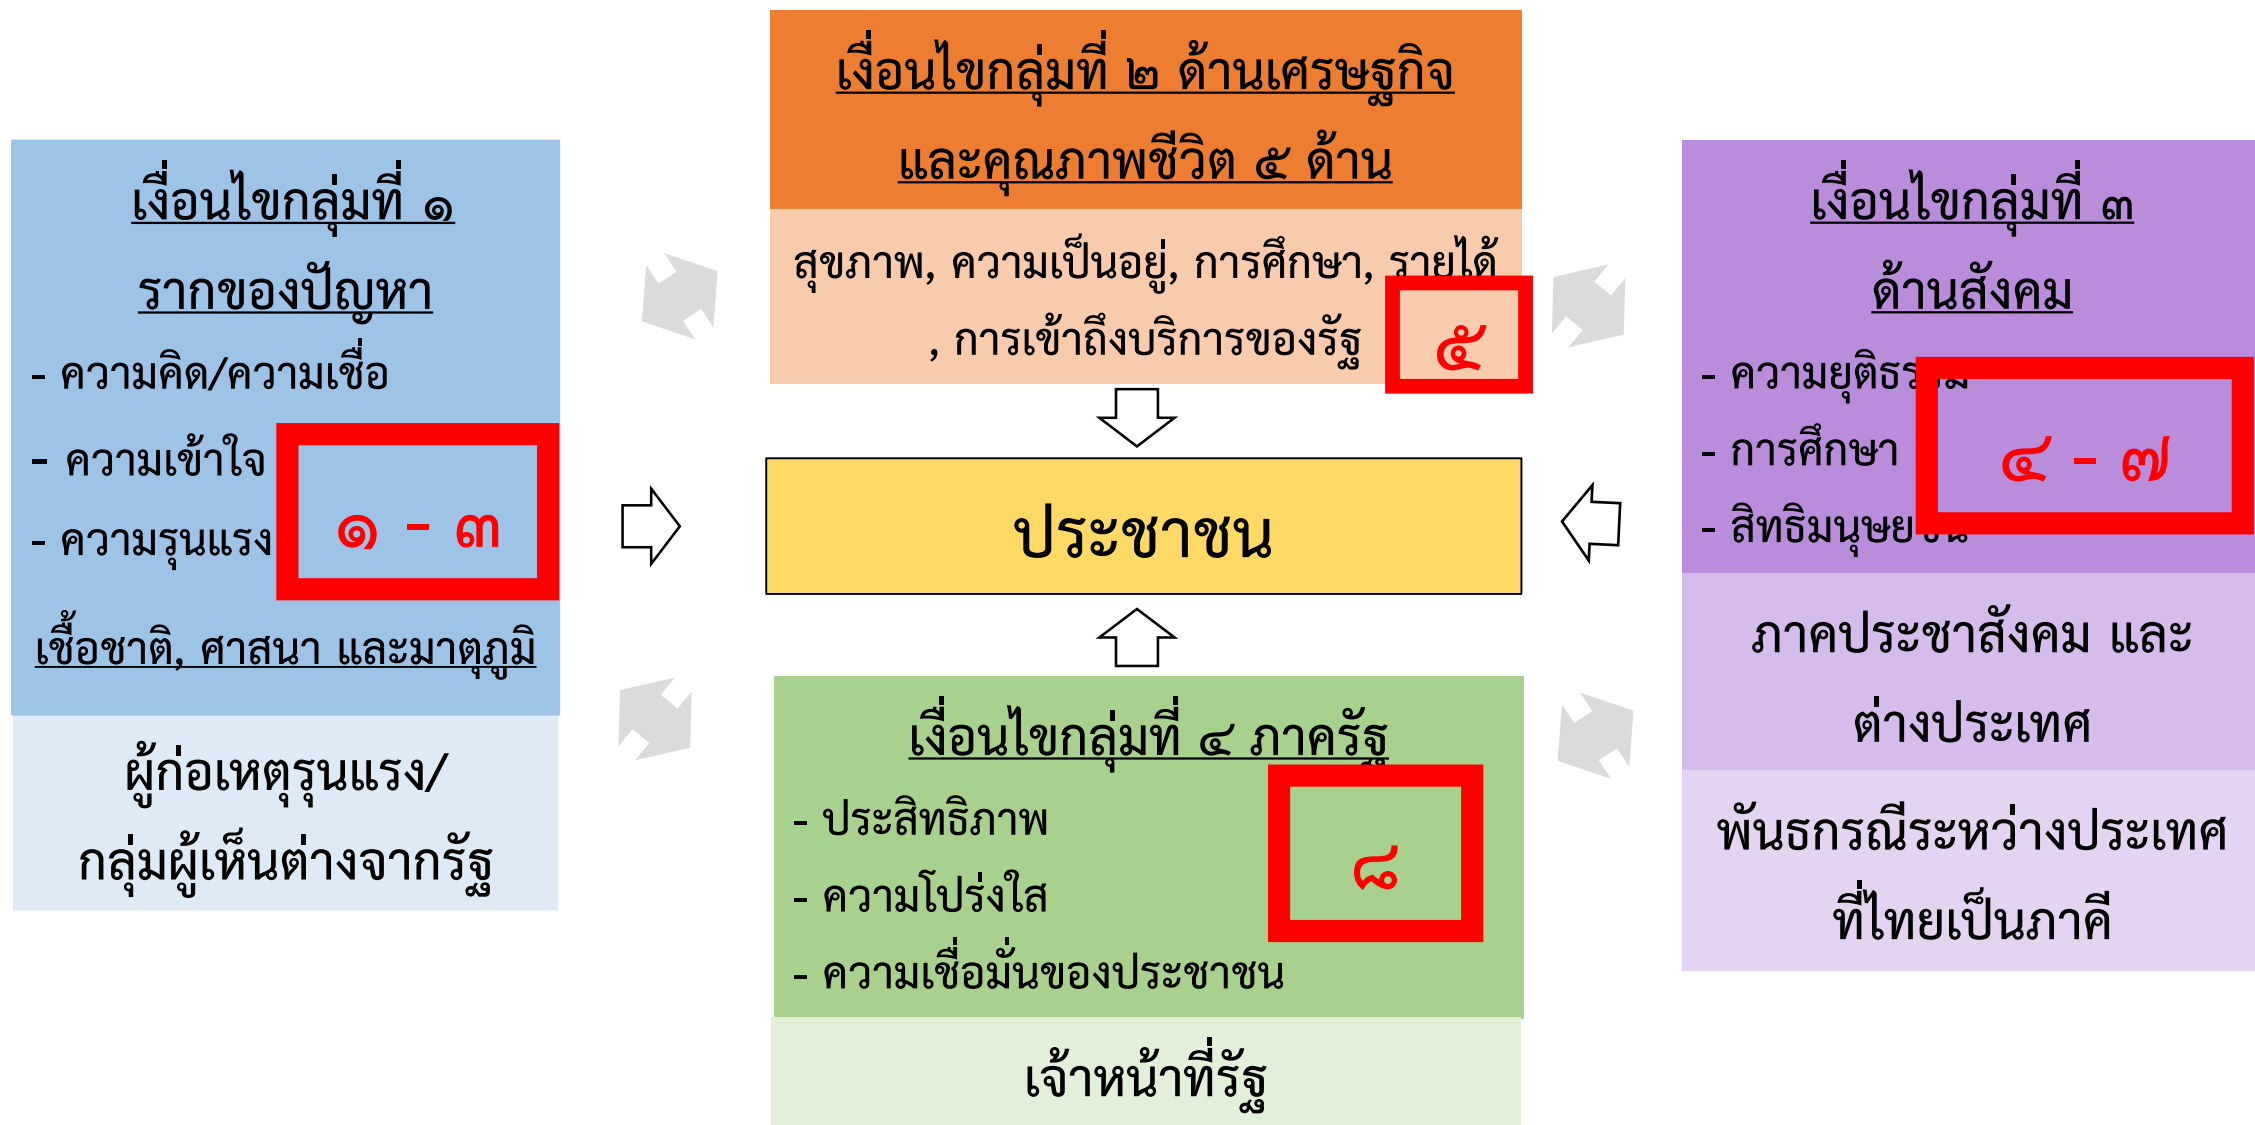 เงื่อนไขกลุ่มที่ ๑
รากของปัญหา
- ความคิด/ความเชื่อ
- ความเข้าใจ
- ความรุนแรง
๑ - ๓
เชื้อชาติ, ศาสนา และมาตุภูมิ
ผู้ก่อเหตุรุนแรง/
กลุ่มผู้เห็นต่างจากรัฐ
เงื่อนไขกลุ่มที่ ๒ ด้านเศรษฐกิจ
และคุณภาพชีวิต ๕ ด้าน
สุขภาพ, ความเป็นอยู่, การศึกษา, รายได้
, การเข้าถึงบริการของรัฐ
๕
ประชาชน
เงื่อนไขกลุ่มที่ ๔ ภาครัฐ
- ประสิทธิภาพ
- ความโปร่งใส
- ความเชื่อมั่นของประชาชน
๘
เจ้าหน้าที่รัฐ
เงื่อนไขกลุ่มที่ ๓
ด้านสังคม
- ความยุติธรรม
- การศึกษา
- สิทธิมนุษยชน
๔ - ๗
ภาคประชาสังคม และ
ต่างประเทศ
พันธกรณีระหว่างประเทศ
ที่ไทยเป็นภาคี